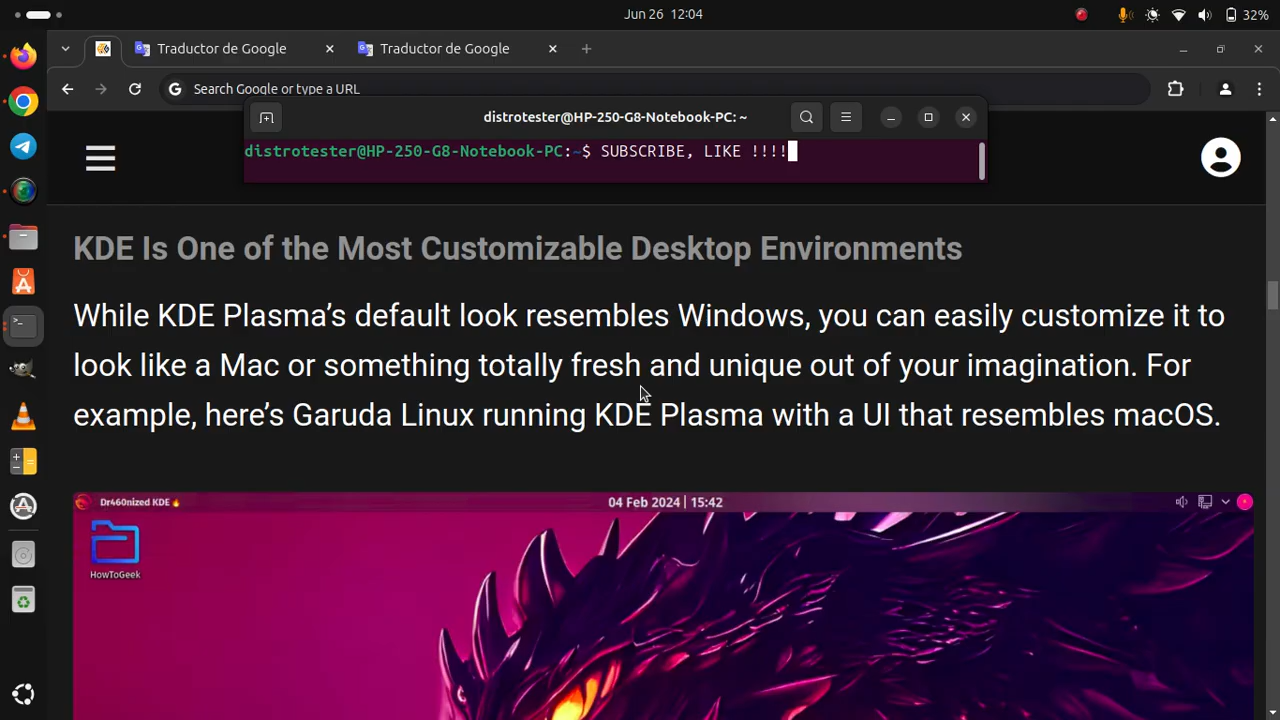 Jun 26 12:04
32%
Traductor de Google
Traductor de Google
Search Google or type a URL
distrotester@HP-250-G8-Notebook-PC: ~
distrotester@HP-250-G8-Notebook-PC:~$ SUBSCRIBE, LIKE !!!!
KDE Is One of the Most Customizable Desktop Environments
While KDE Plasma’s default look resembles Windows, you can easily customize it to
look like a Mac or something totally fresh and unique out of your imagination. For
example, here’s Garuda Linux running KDE Plasma with a UI that resembles macOS.
Dr460nized KDE
04 Feb 2024 | 15:42
HowToGeek